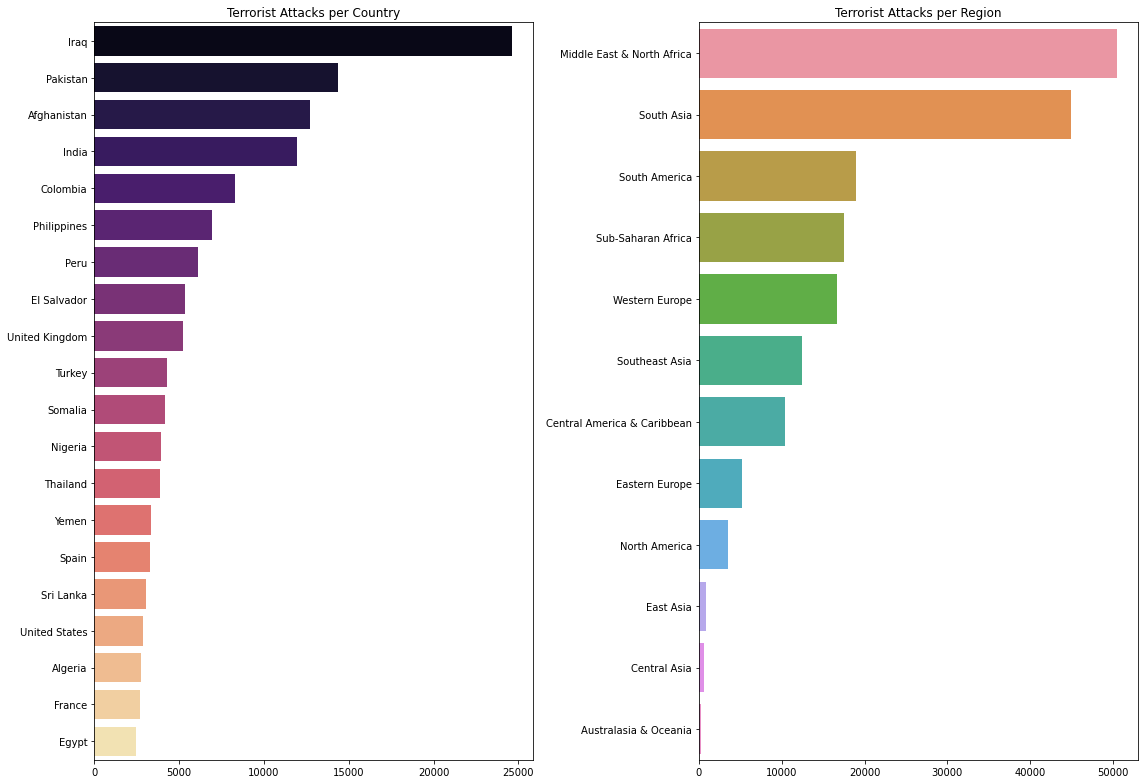 Terrorist Attacks per Country
Iraq
Pakistan
Afghanistan
India
Colombia
Philippines
Peru
El Salvador
United Kingdom
Turkey
Somalia
Nigeria
Thailand
Yemen
Spain
Sri Lanka
United States
Algeria
France
Egypt
0 5000 10000 15000 20000 25000
Terrorist Attacks per Region
Middle East & North Africa
South Asia
South America
Sub-Saharan Africa
Western Europe
Southeast Asia
Central America & Caribbean
Eastern Europe
North America
East Asia
Central Asia
Australasia & Oceania
0 10000 20000 30000 40000 50000